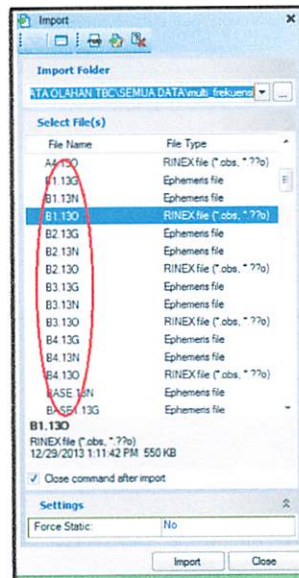 Import
Import Folder
ATA OLAHAN TBC\SEMUA DATA\multi_frekuens
...
Select File(s)
File Name File Type
A4.13O RINEX file (*.obs, *.??o)
B1.13G Ephemeris file
B1.13N Ephemeris file
B1.13O RINEX file (*.obs, *.??o)
B2.13G Ephemeris file
B2.13N Ephemeris file
B2.13O RINEX file (*.obs, *.??o)
B3.13G Ephemeris file
B3.13N Ephemeris file
B3.13O RINEX file (*.obs, *.??o)
B4.13G Ephemeris file
B4.13N Ephemeris file
B4.13O RINEX file (*.obs, *.??o)
BASE 13N Ephemeris file
BASE1.13G Ephemeris file
B1.13O
RINEX file (*.obs, *.??o)
12/29/2013 1:11:42 PM 550 KB
Close command after import
Settings
Force Static: No
Import Close